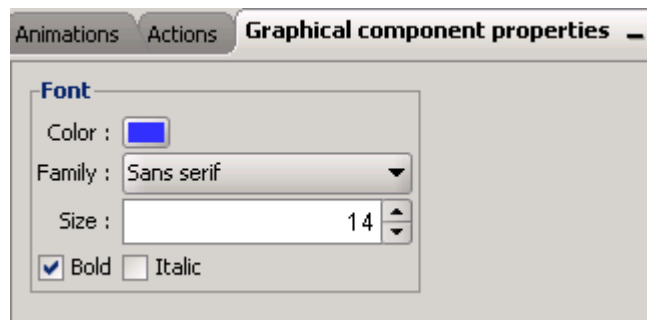 Animations Actions Graphical component properties
Font
Color :
Family : Sans serif
Size : 14
Bold Italic